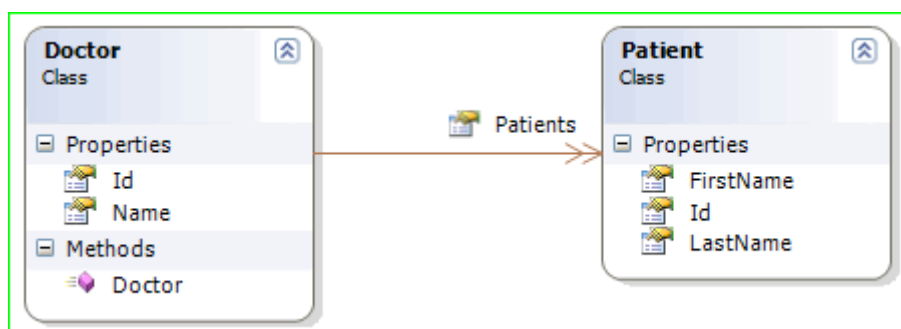 Doctor
Class
Properties
Id
Name
Methods
Doctor
Patients
Patient
Class
Properties
FirstName
Id
LastName